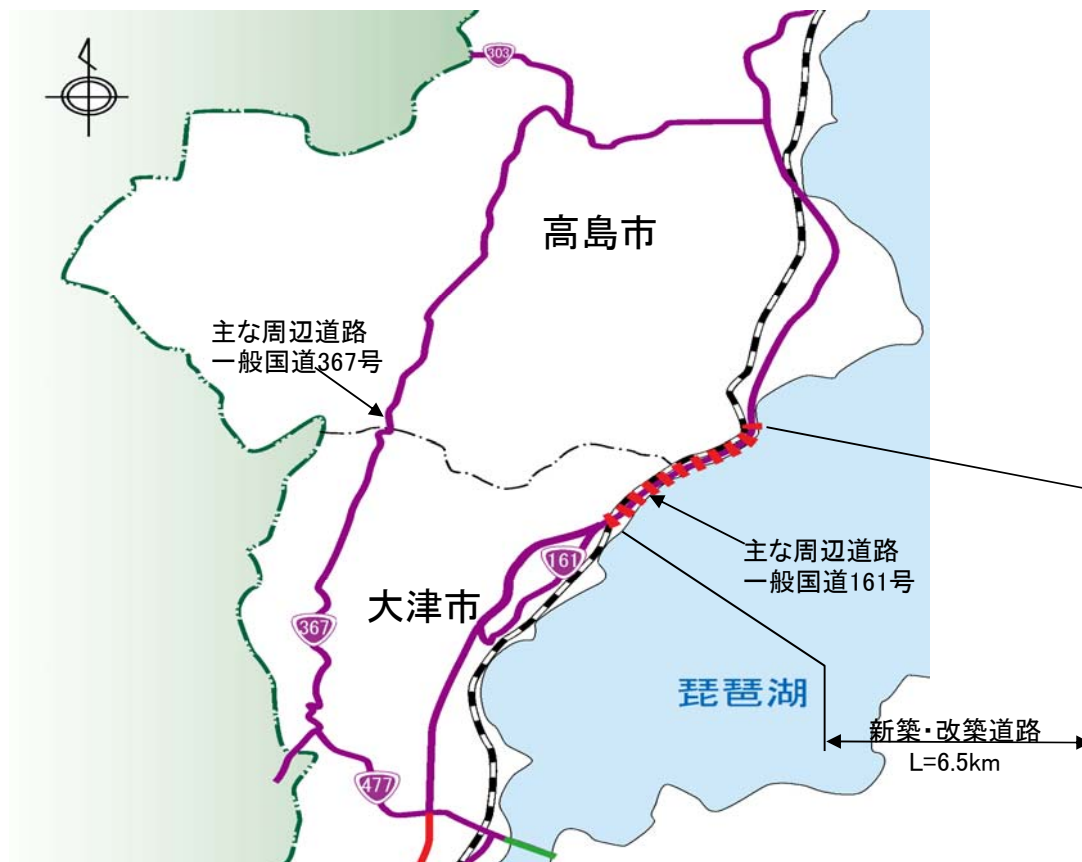 303
高島市
主な周辺道路
一般国道367号
主な周辺道路
一般国道161号
161
大津市
367
琵琶湖
新築・改築道路
L=6.5km
477